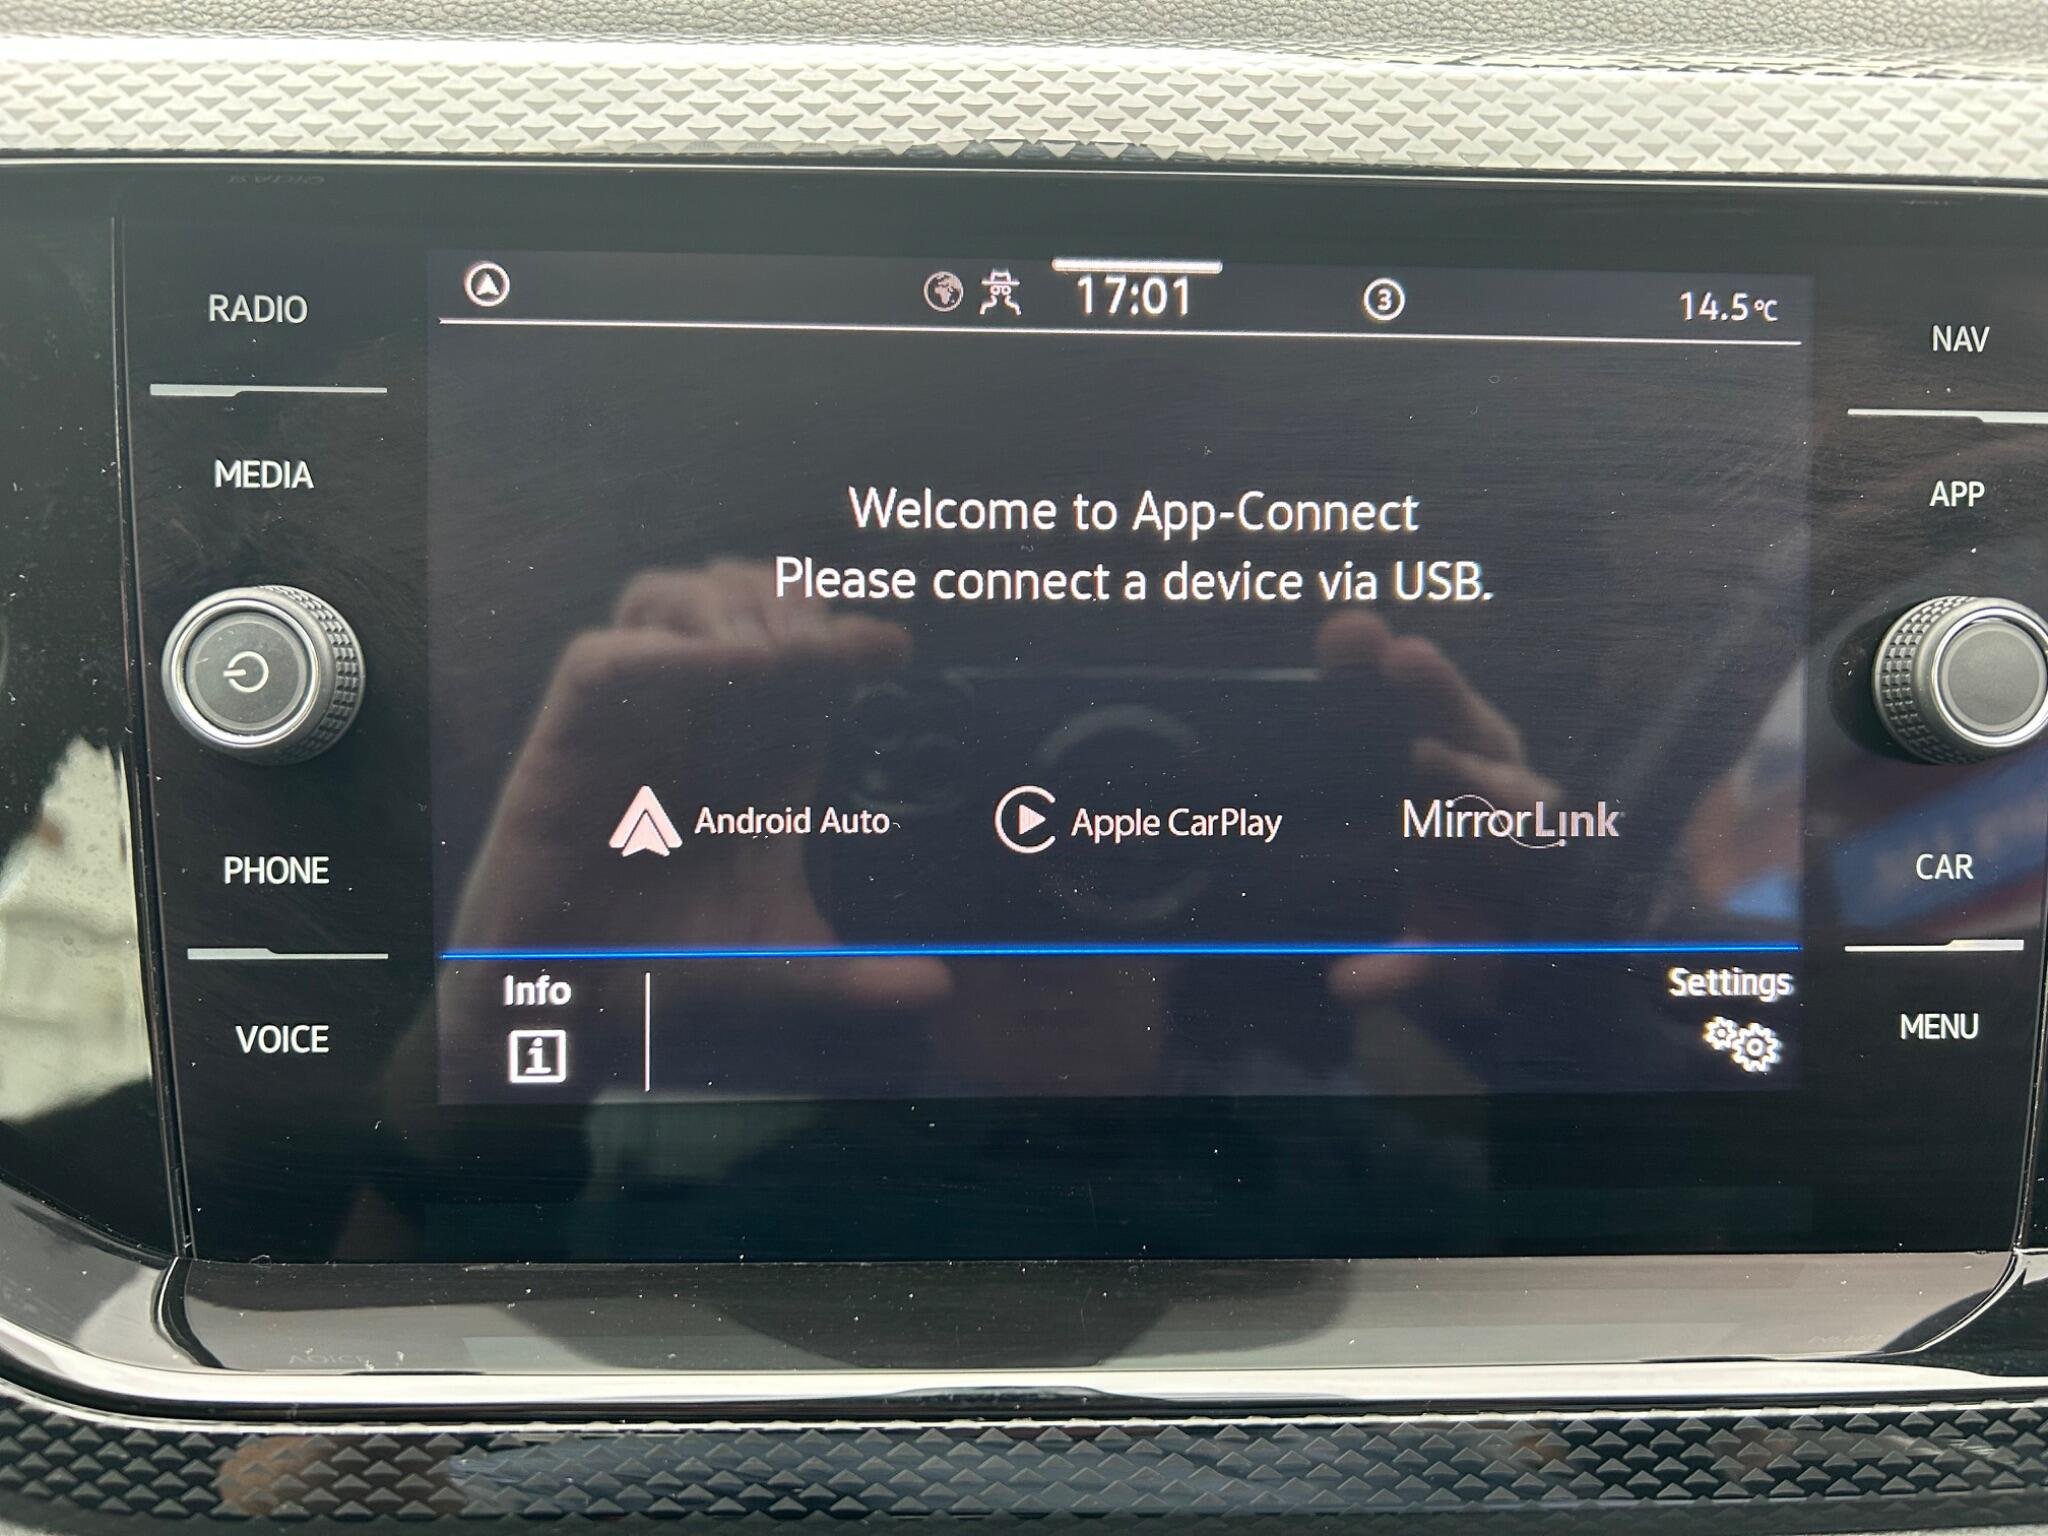 RADIO
MEDIA
PHONE
VOICE
17:01
3
14.5°C
Welcome to App-Connect
Please connect a device via USB.
Android Auto
Apple CarPlay
MirrorLink
Info
i
Settings
NAV
APP
CAR
MENU